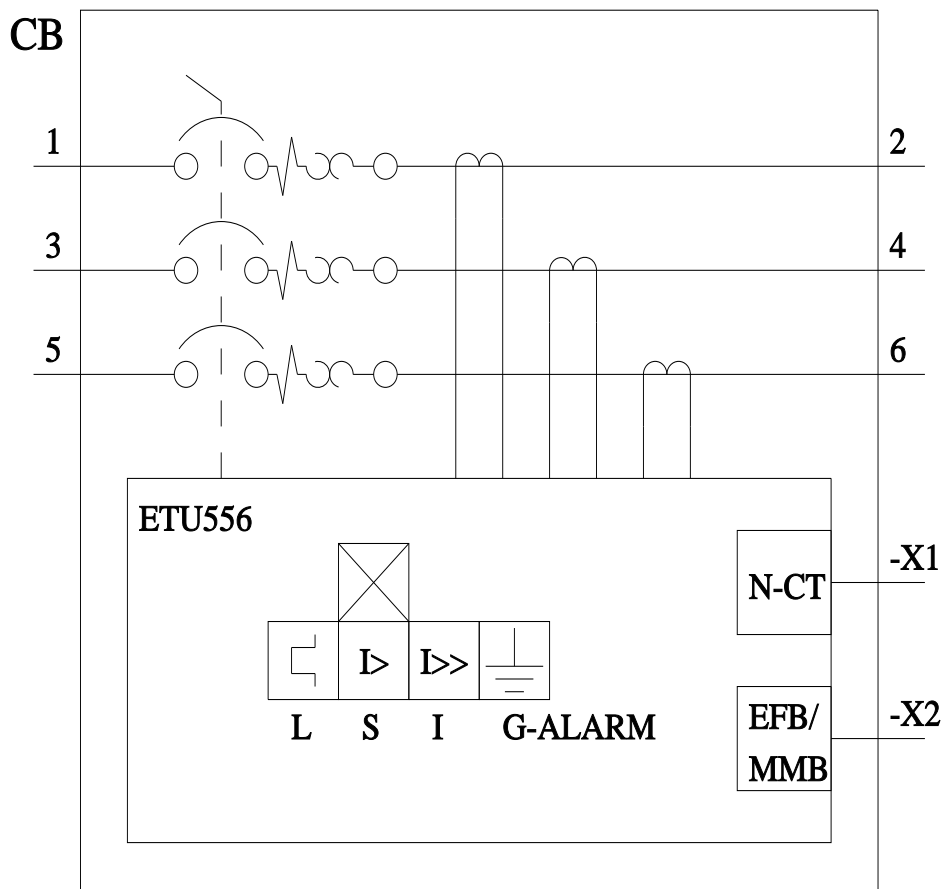 CB
1 2
3 4
5 6
ETU556
-X1
N-CT
I> I>>
L S I G-ALARM
EFB/ -X2
MMB